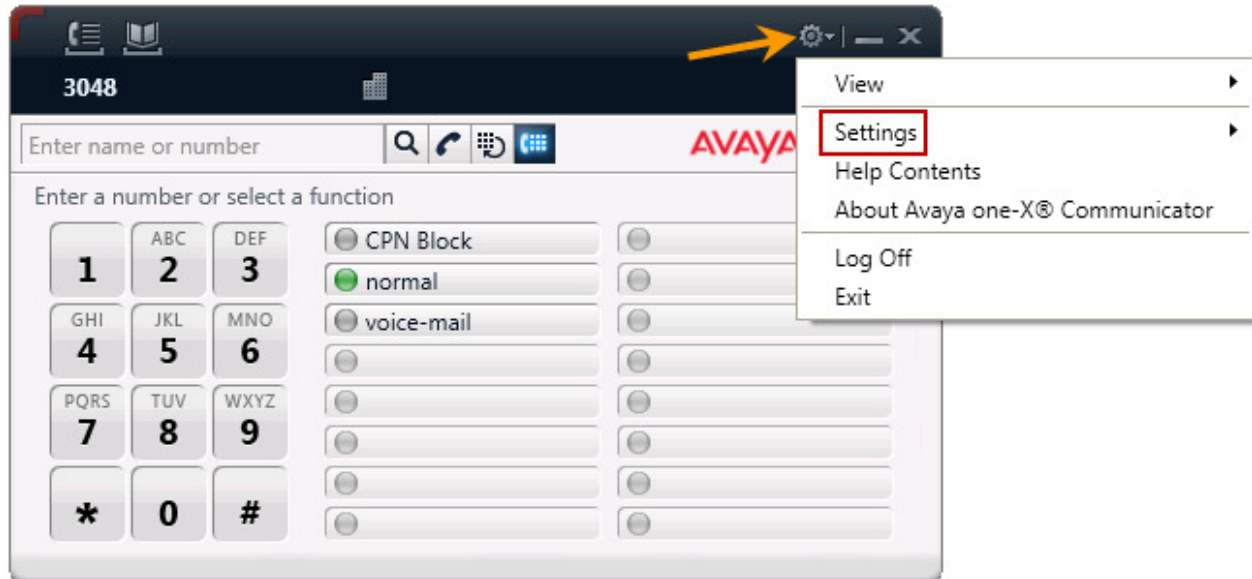 3048
View
Enter name or number
AVAYA
Settings
Help Contents
Enter a number or select a function
About Avaya one-X® Communicator
Log Off
Exit
1
ABC
2
DEF
3
GHI
4
JKL
5
MNO
6
PQRS
7
TUV
8
WXYZ
9
*
0
#
CPN Block
normal
voice-mail